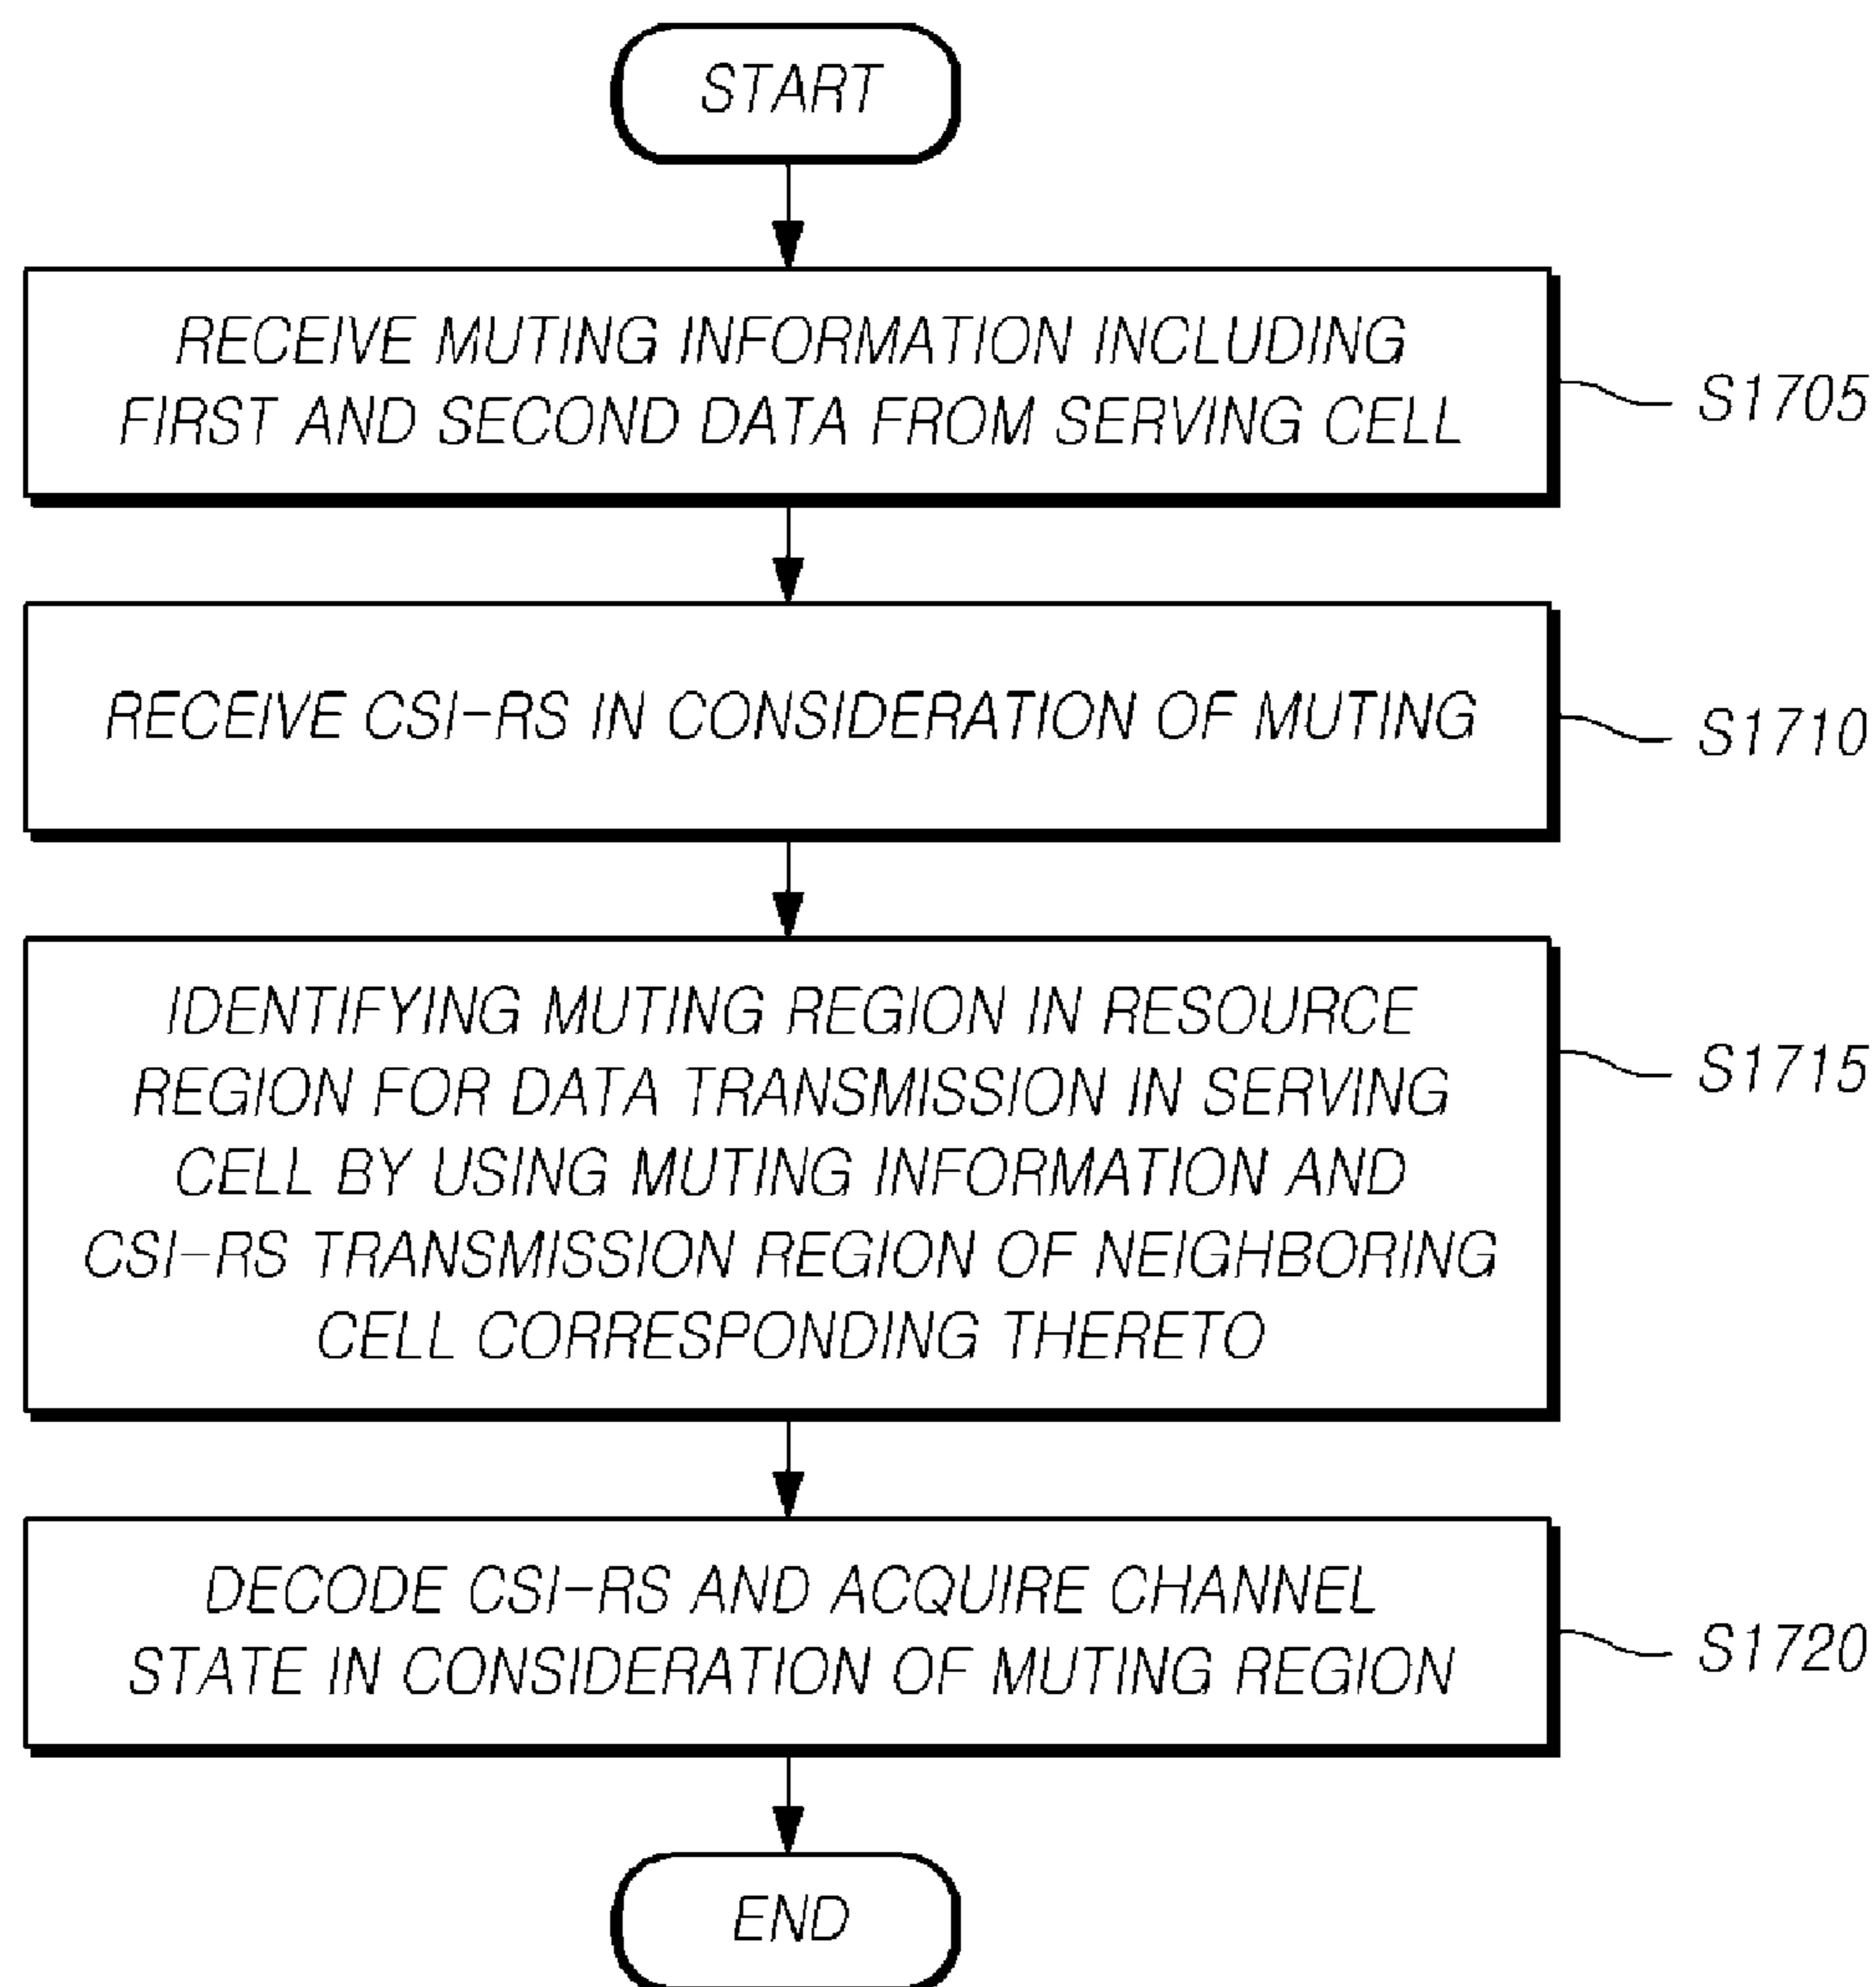 START
RECEIVE MUTING INFORMATION INCLUDING
FIRST AND SECOND DATA FROM SERVING CELL
S1705
RECEIVE CSI-RS IN CONSIDERATION OF MUTING
S1710
IDENTIFYING MUTING REGION IN RESOURCE
REGION FOR DATA TRANSMISSION IN SERVING
CELL BY USING MUTING INFORMATION AND
CSI-RS TRANSMISSION REGION OF NEIGHBORING
CELL CORRESPONDING THERETO
S1715
DECODE CSI-RS AND ACQUIRE CHANNEL
STATE IN CONSIDERATION OF MUTING REGION
S1720
END